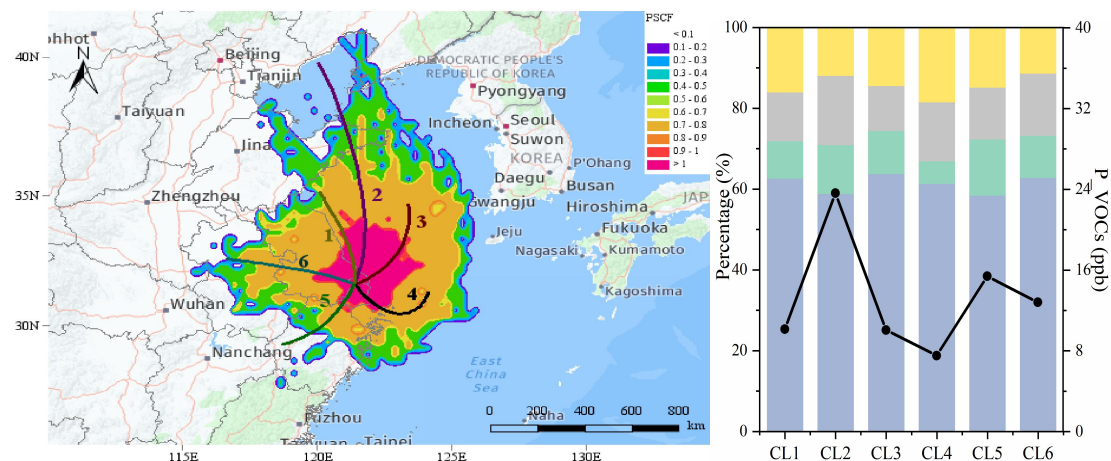 hhot
40N
N
Beijing
Tianjin
Taiyuan
Jina
35N
Zhengzhou
Wuhan
30N
Nanchang
Fuzhou
Taipei
115E
120E
125E
130E
DEMOCRATIC PEOPLE'S
REPUBLIC OF KOREA
Pyongyang
Incheon
Seoul
Suwon
KOREA
P'Ohang
Daegu
Busan
Gwangju
Hiroshima
JAP
Jeju
Fukuoka
Nagasaki
Kumamoto
Kagoshima
East
China
Sea
Naha
1
2
3
4
5
6
0 200 400 600 800
km
PSCF
< 0.1
0.1 - 0.2
0.2 - 0.3
0.3 - 0.4
0.4 - 0.5
0.5 - 0.6
0.6 - 0.7
0.7 - 0.8
0.8 - 0.9
0.9 - 1
> 1
Percentage (%)
100
80
60
40
20
0
CL1 CL2 CL3 CL4 CL5 CL6
40
32
24
16
8
0
P VOCs (ppb)